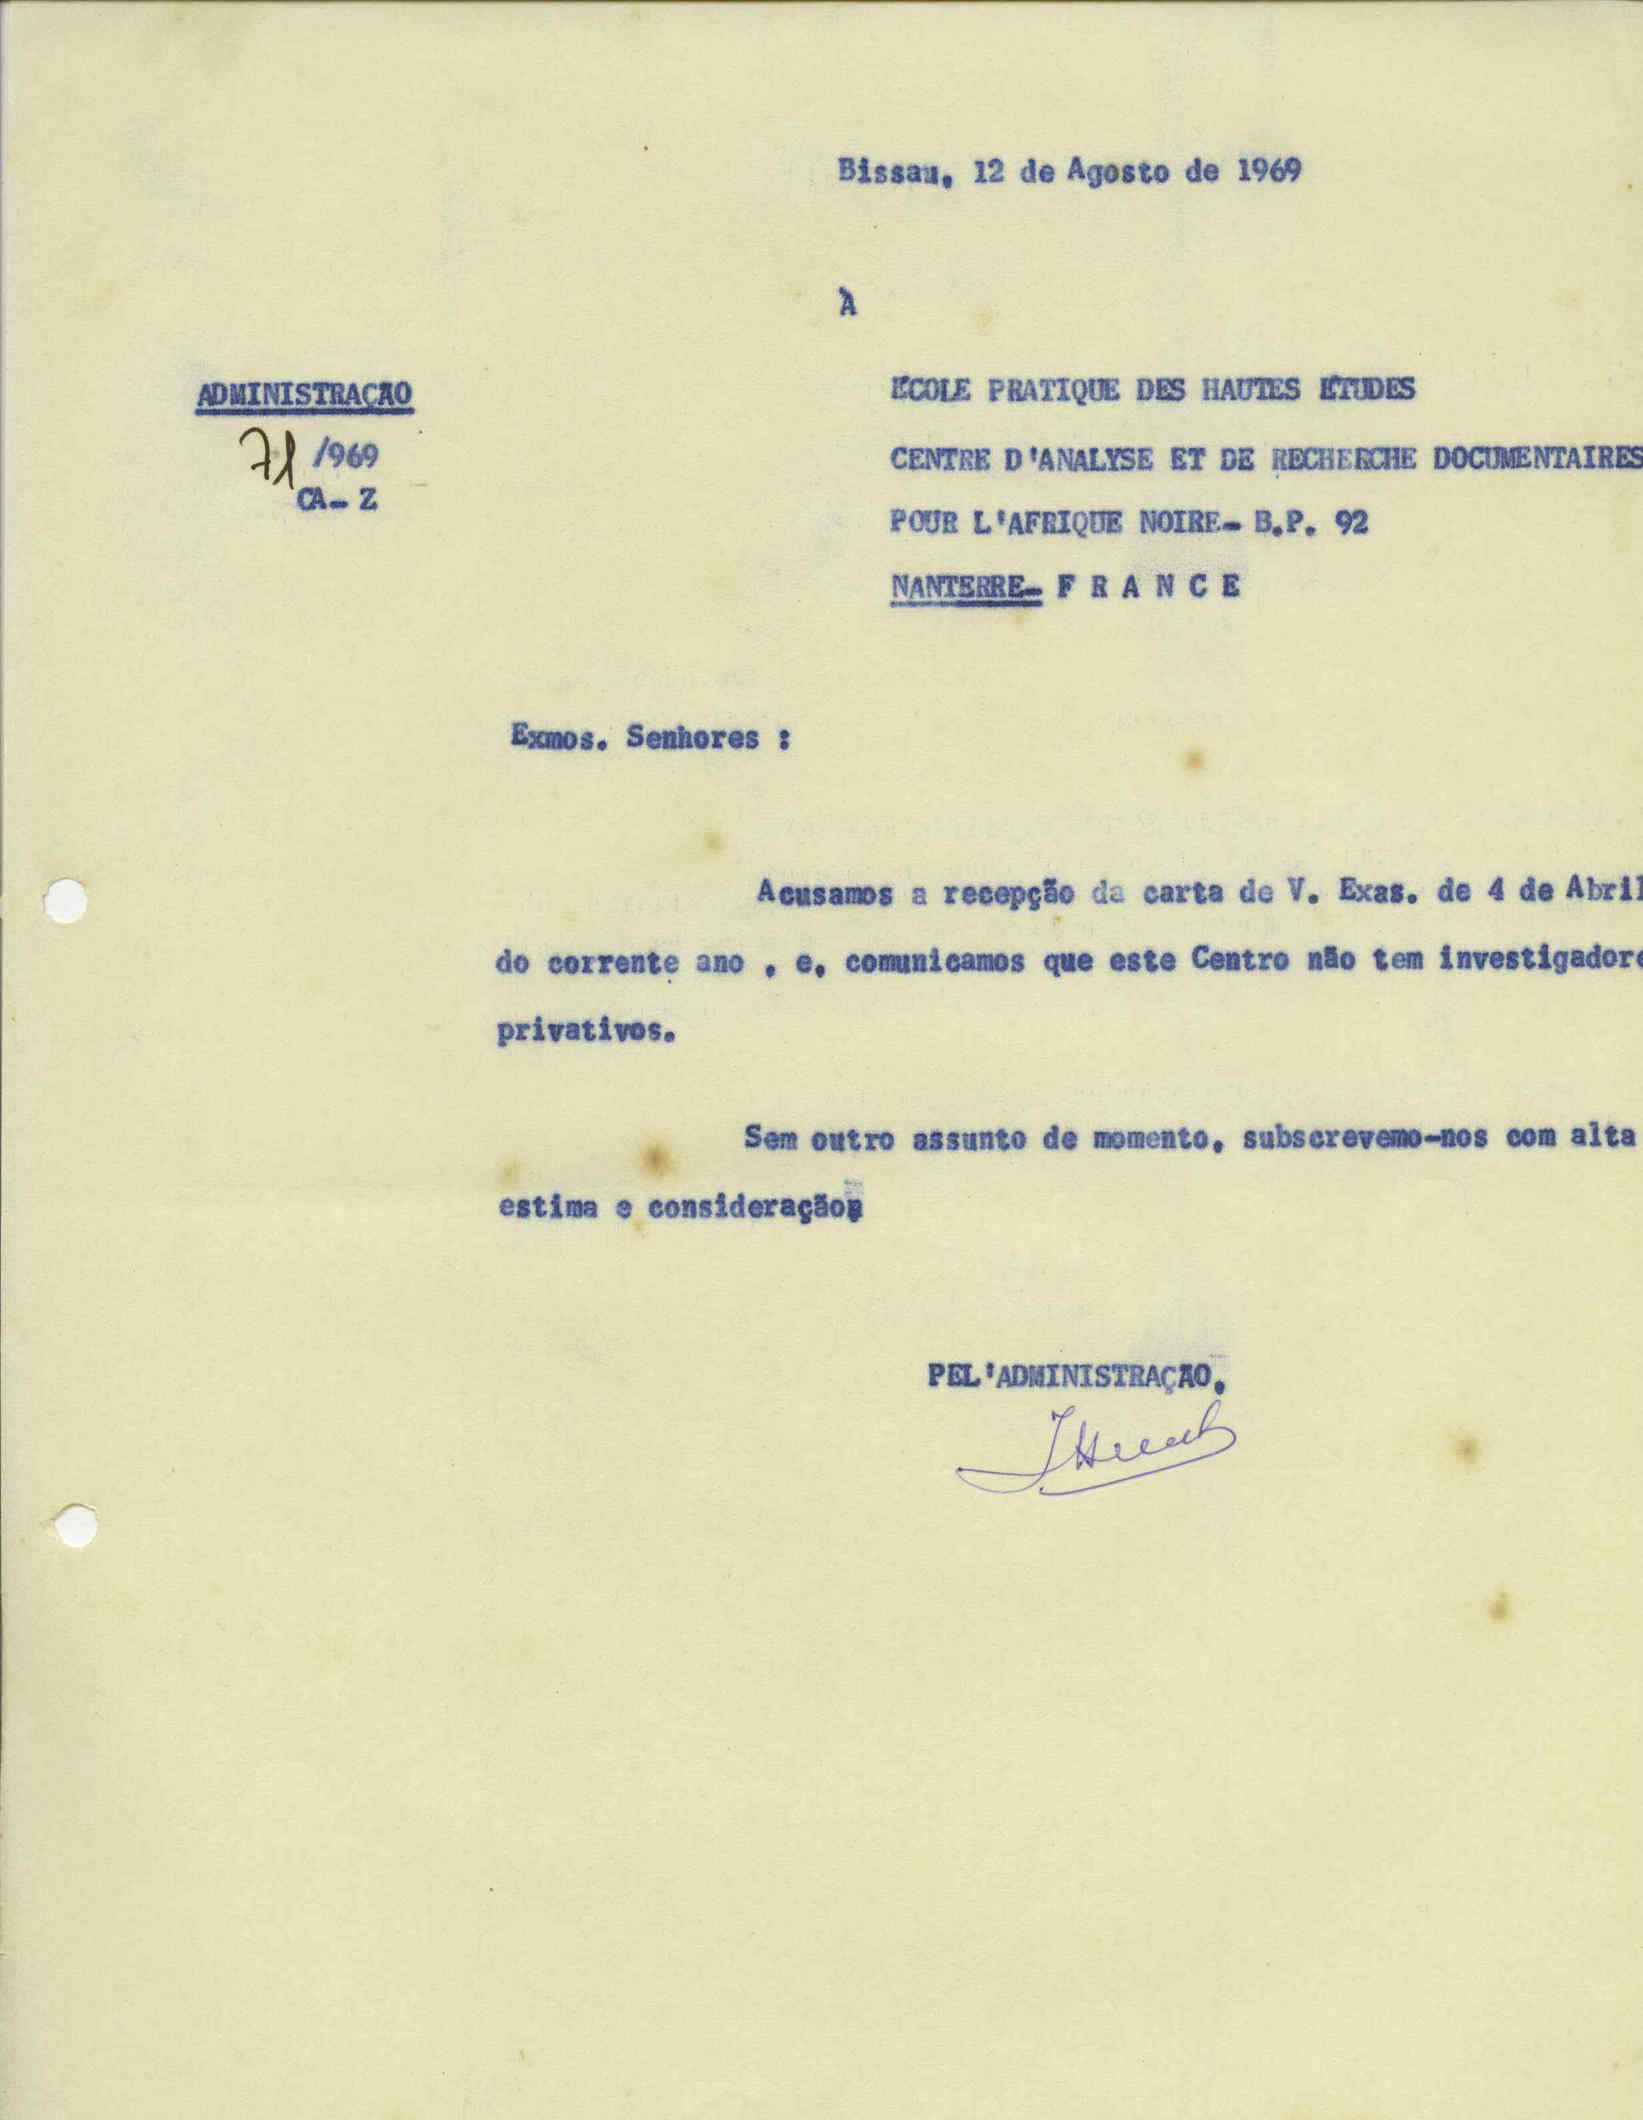 Bissau, 12 de Agosto de 1969
À
ADMINISTRAÇÃO
71/969
CA- Z
ÉCOLE PRATIQUE DES HAUTES ÉTUDES
CENTRE D'ANALYSE ET DE RECHERCHE DOCUMENTAIRES
POUR L'AFRIQUE NOIRE- B.P. 92
NANTERRE- F R A N C E
Exmos. Senhores :
Acusamos a recepção da carta de V. Exas. de 4 de Abril
do corrente ano , e, comunicamos que este Centro não tem investigadore
privativos.
Sem outro assunto de momento, subscrevemo-nos com alta
estima e consideração,
PEL'ADMINISTRAÇÃO,